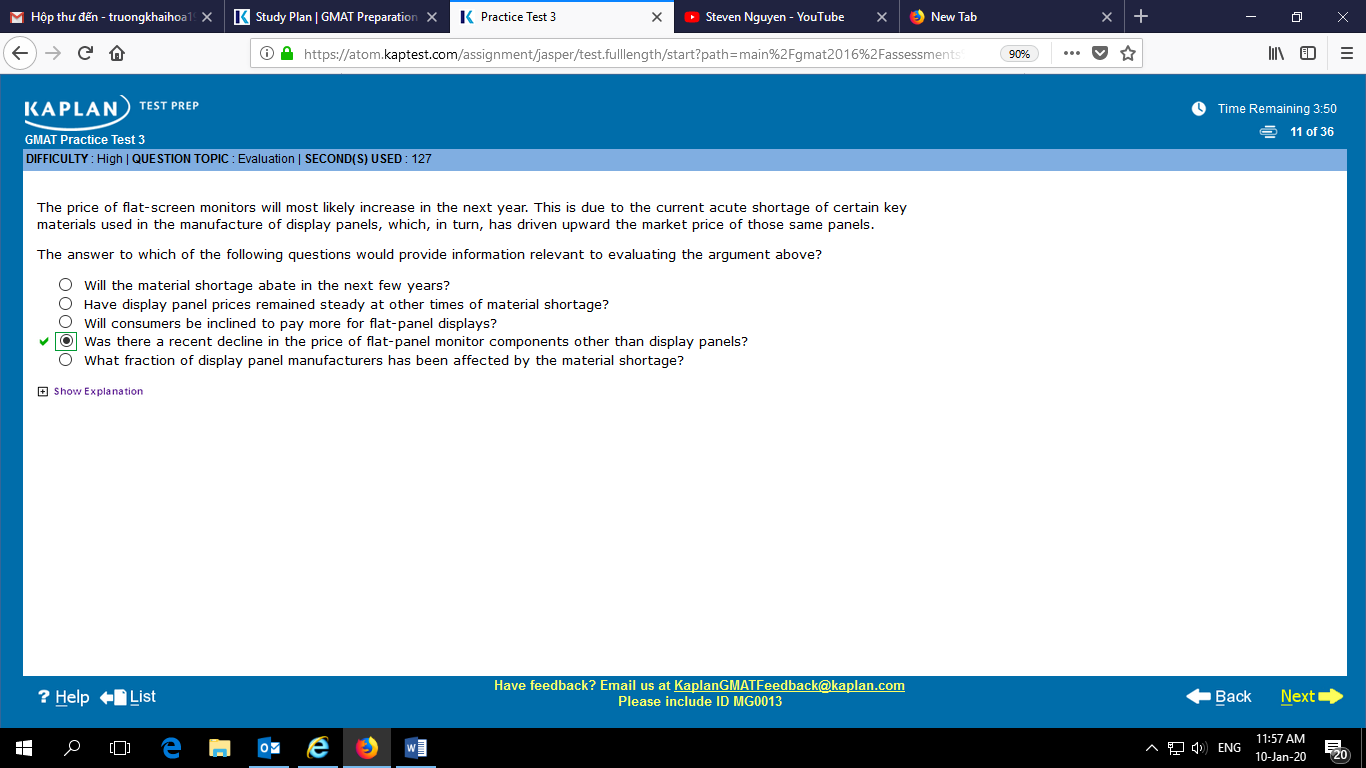 Hộp thư đến - truongkhaihoa1
Study Plan | GMAT Preparation
Practice Test 3
Steven Nguyen - YouTube
New Tab
https://atom.kaptest.com/assignment/jasper/test.fulllength/start?path=main%2Fgmat2016%2Fassessments
90%
KAPLAN TEST PREP
GMAT Practice Test 3
Time Remaining 3:50
11 of 36
DIFFICULTY : High | QUESTION TOPIC : Evaluation | SECOND(S) USED : 127
The price of flat-screen monitors will most likely increase in the next year. This is due to the current acute shortage of certain key
materials used in the manufacture of display panels, which, in turn, has driven upward the market price of those same panels.
The answer to which of the following questions would provide information relevant to evaluating the argument above?
Will the material shortage abate in the next few years?
Have display panel prices remained steady at other times of material shortage?
Will consumers be inclined to pay more for flat-panel displays?
Was there a recent decline in the price of flat-panel monitor components other than display panels?
What fraction of display panel manufacturers has been affected by the material shortage?
Show Explanation
? Help List
Have feedback? Email us at KaplanGMATFeedback@kaplan.com
Please include ID MG0013
Back Next
ENG
11:57 AM
10-Jan-20
20